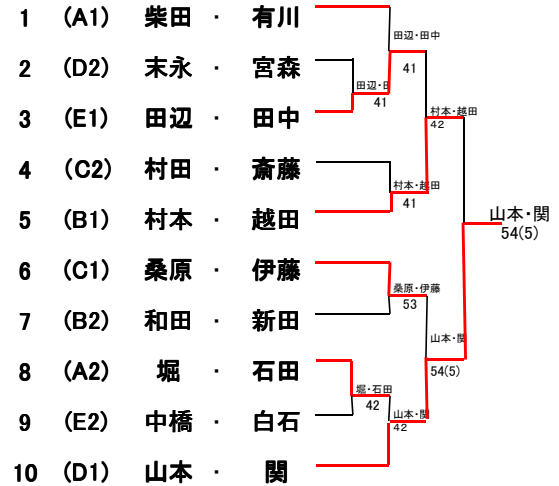 1 (A1) 柴田 ・ 有川
2 (D2) 末永 ・ 宮森
3 (E1) 田辺 ・ 田中
4 (C2) 村田 ・ 斎藤
5 (B1) 村本 ・ 越田
6 (C1) 桑原 ・ 伊藤
7 (B2) 和田 ・ 新田
8 (A2) 堀 ・ 石田
9 (E2) 中橋 ・ 白石
10 (D1) 山本 ・ 関
田辺・田
41
堀・石田
42
田辺・田中
41
村本・越田
41
桑原・伊藤
53
山本・関
42
村本・越田
42
山本・関
54(5)
山本・関
54(5)